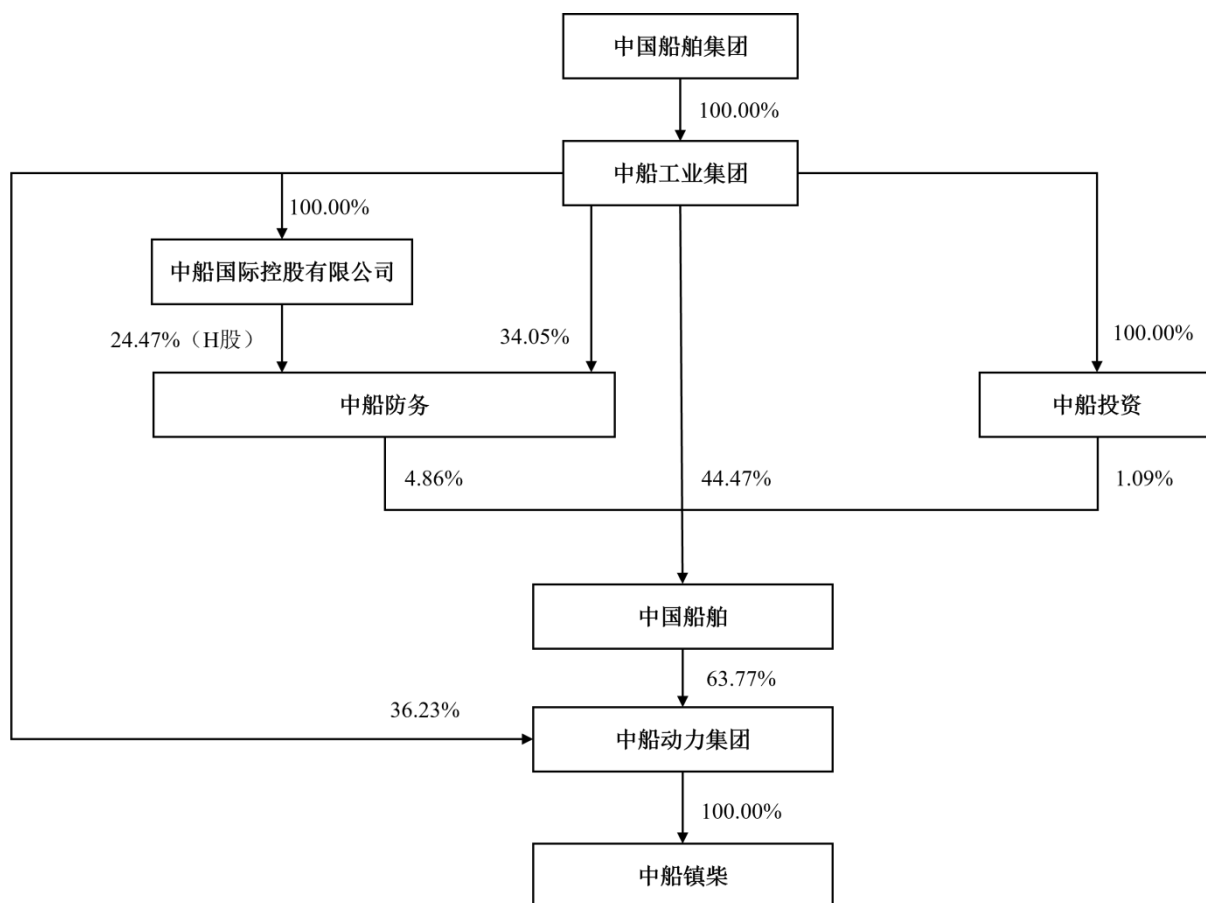 中国船舶集团
100.00%
中船工业集团
100.00%
中船国际控股有限公司
24.47%（H股）
34.05%
100.00%
中船防务
中船投资
4.86%
44.47%
1.09%
中国船舶
63.77%
36.23%
中船动力集团
100.00%
中船镇柴